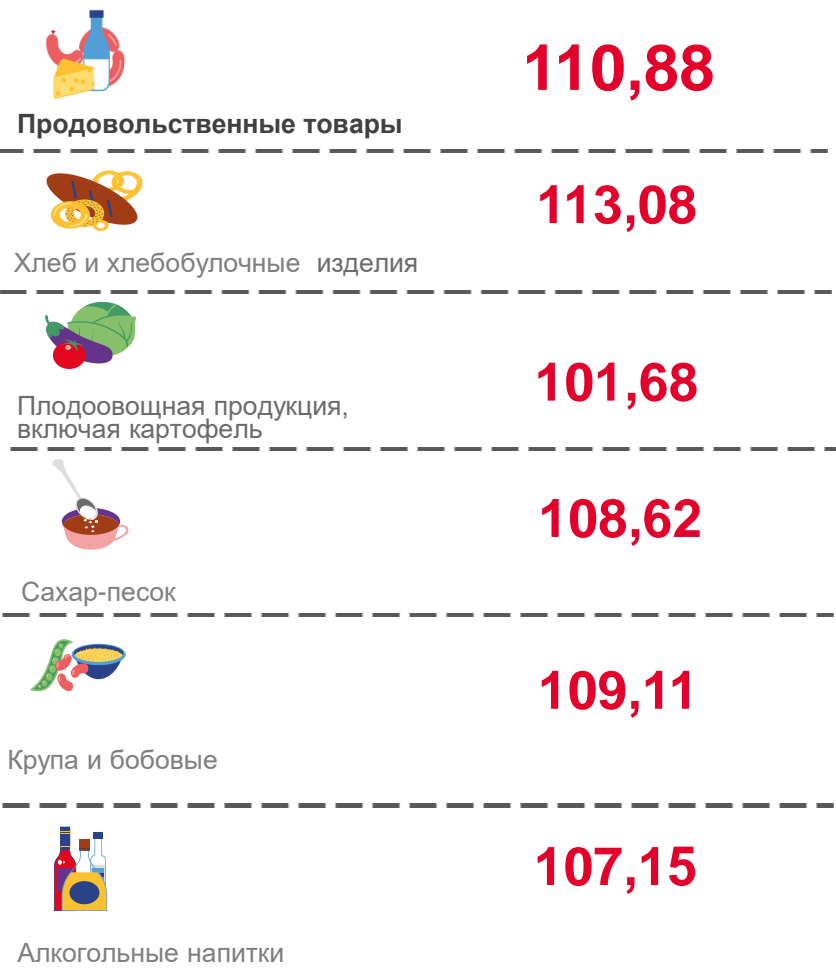 110,88
Продовольственные товары
113,08
Хлеб и хлебобулочные изделия
101,68
Плодоовощная продукция,
включая картофель
108,62
Сахар-песок
109,11
Крупа и бобовые
107,15
Алкогольные напитки